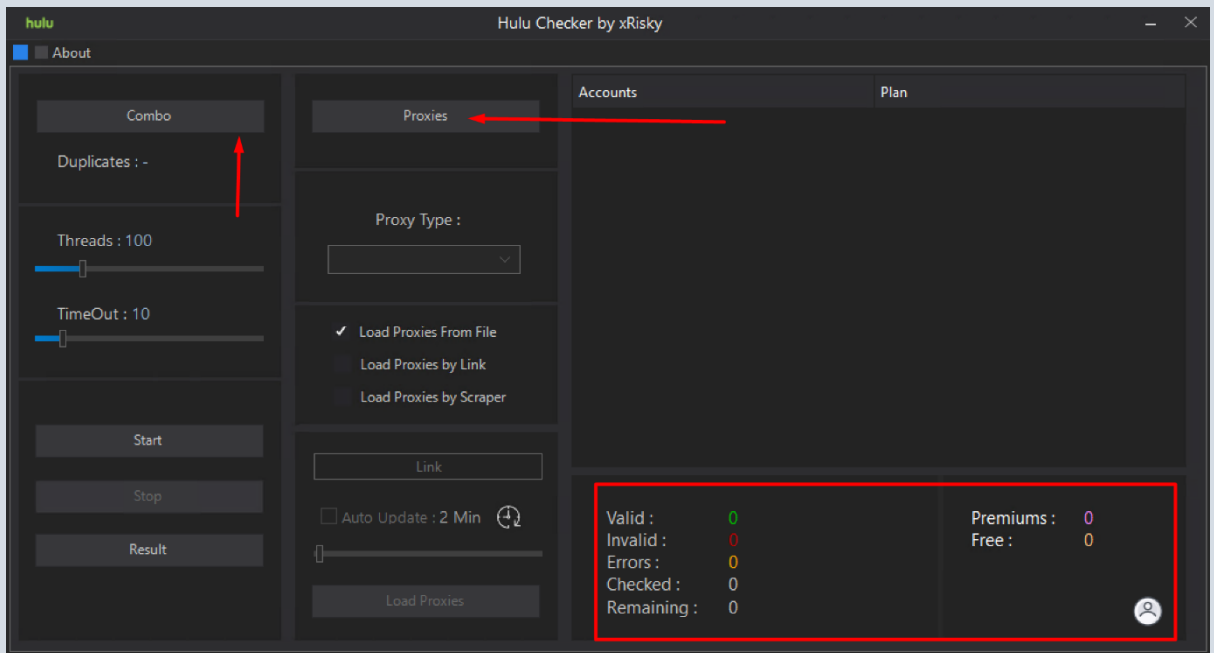 hulu
Hulu Checker by xRisky
About
Combo
Duplicates : -
Threads : 100
TimeOut : 10
Start
Stop
Result
Proxies
Proxy Type :
Load Proxies From File
Load Proxies by Link
Load Proxies by Scraper
Link
Auto Update : 2 Min
Load Proxies
Accounts Plan
Valid : 0
Invalid : 0
Errors : 0
Checked : 0
Remaining : 0
Premiums : 0
Free : 0